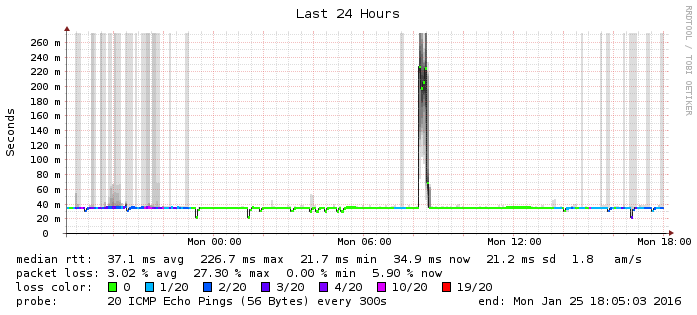 Last 24 Hours
RRDTOOL / TOBI OETIKER
Seconds
260 m
240 m
220 m
200 m
180 m
160 m
140 m
120 m
100 m
80 m
60 m
40 m
20 m
0
Mon 00:00 Mon 06:00 Mon 12:00 Mon 18:00
median rtt: 37.1 ms avg 226.7 ms max 21.7 ms min 34.9 ms now 21.2 ms sd 1.8 am/s
packet loss: 3.02 % avg 27.30 % max 0.00 % min 5.90 % now
loss color: 0 1/20 2/20 3/20 4/20 10/20 19/20
probe: 20 ICMP Echo Pings (56 Bytes) every 300s end: Mon Jan 25 18:05:03 2016